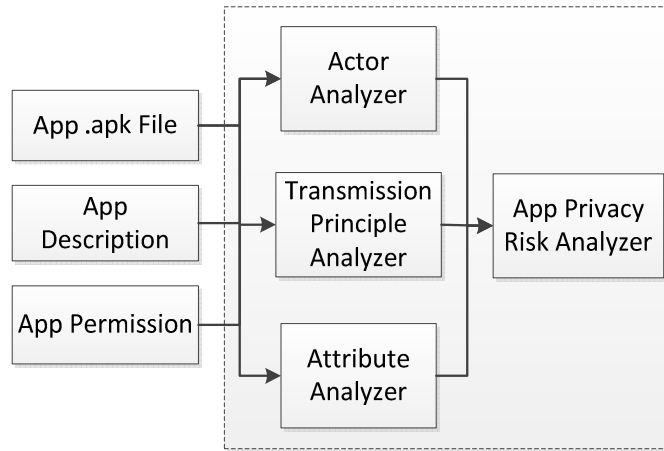 App .apk File
App
Description
App Permission
Actor
Analyzer
Transmission
Principle
Analyzer
Attribute
Analyzer
App Privacy
Risk Analyzer